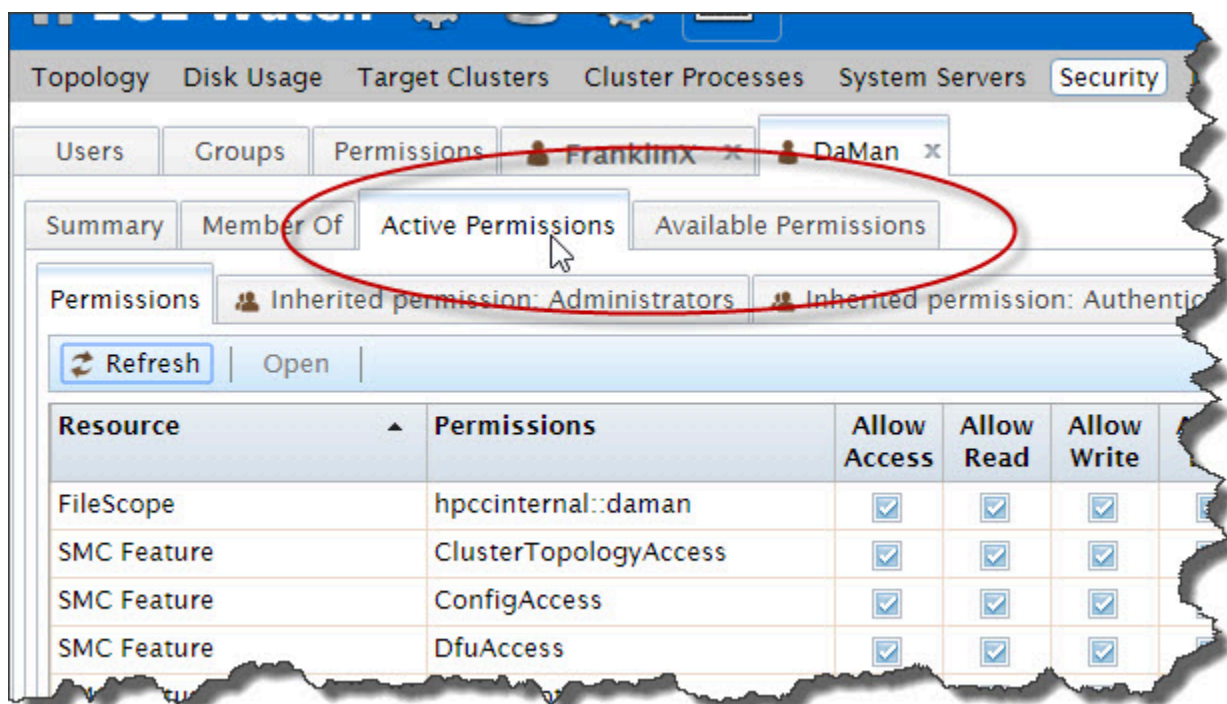 ECL Watch
Topology Disk Usage Target Clusters Cluster Processes System Servers Security
Users Groups Permissions FranklinX x DaMan x
Summary Member Of Active Permissions Available Permissions
Permissions Inherited permission: Administrators Inherited permission: Authentic
Refresh Open
Resource Permissions Allow Access Allow Read Allow Write
FileScope hpccinternal::daman
SMC Feature ClusterTopologyAccess
SMC Feature ConfigAccess
SMC Feature DfuAccess